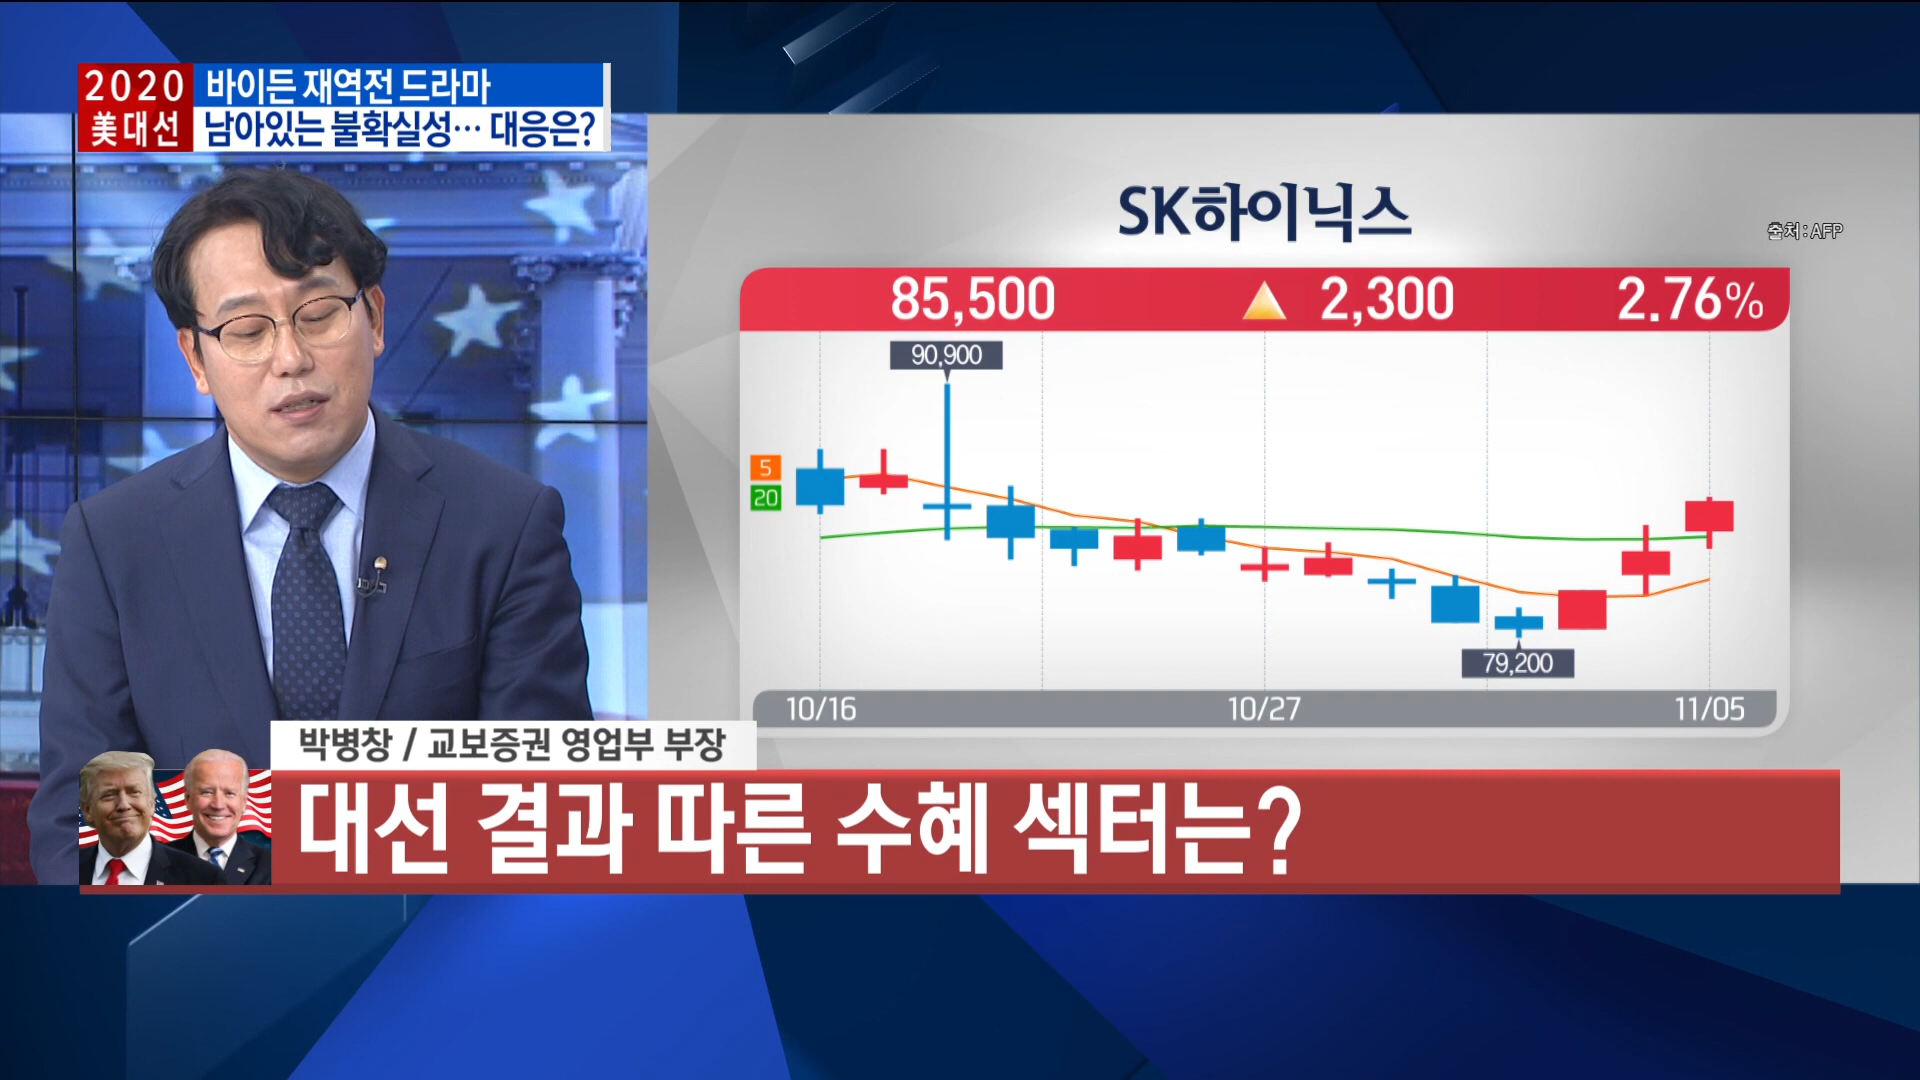 2020 바이든 재역전 드라마
美대선 남아있는 불확실성… 대응은?
SK하이닉스
출처:AFP
85,500 ▲ 2,300 2.76%
90,900
5
20
79,200
10/16 10/27 11/05
박병창 / 교보증권 영업부 부장
대선 결과 따른 수혜 섹터는?